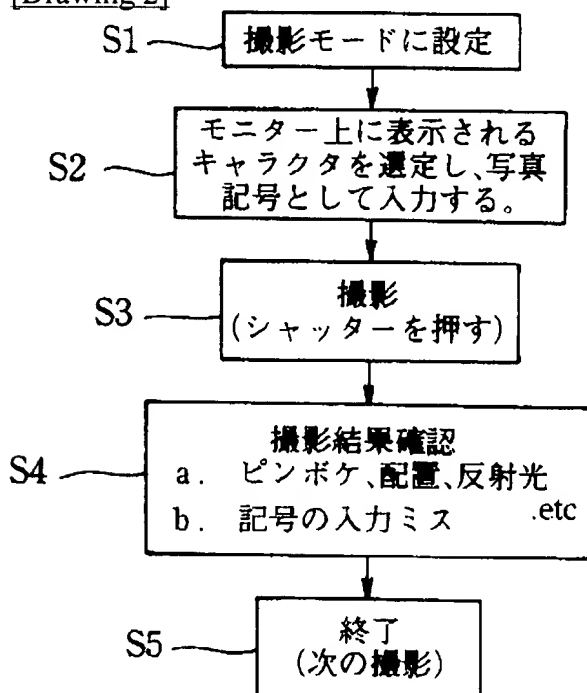 [Drawing 2]
S1
撮影モードに設定
S2
モニター上に表示される
キャラクタを選定し、写真
記号として入力する。
S3
撮影
(シャッターを押す)
S4
撮影結果確認
a. ピンボケ、配置、反射光
b. 記号の入力ミス .etc
S5
終了
(次の撮影)